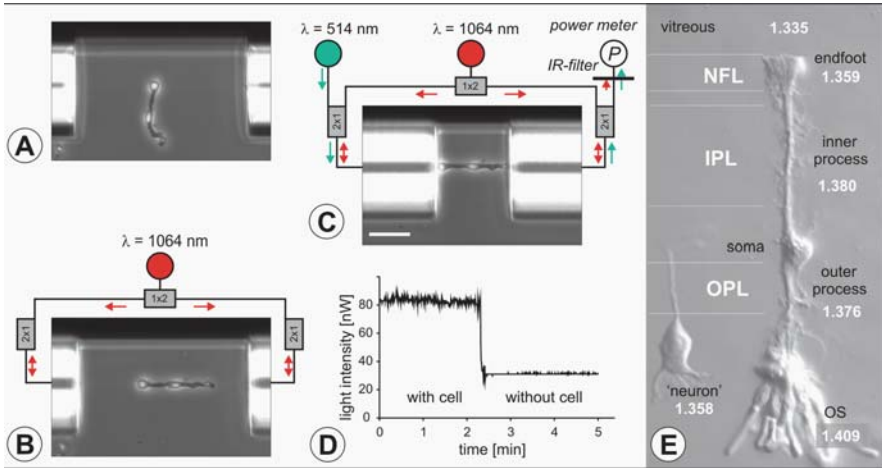 A
λ = 1064 nm
1x2
2x1
2x1
B
λ = 514 nm
λ = 1064 nm
power meter
P
IR-filter
1x2
2x1
2x1
C
light intensity [nW]
80
60
40
20
0
with cell
without cell
0
1
2
3
4
5
time [min]
D
vitreous
1.335
endfoot
1.359
NFL
IPL
inner
process
1.380
soma
OPL
outer
process
1.376
'neuron'
1.358
OS
1.409
E